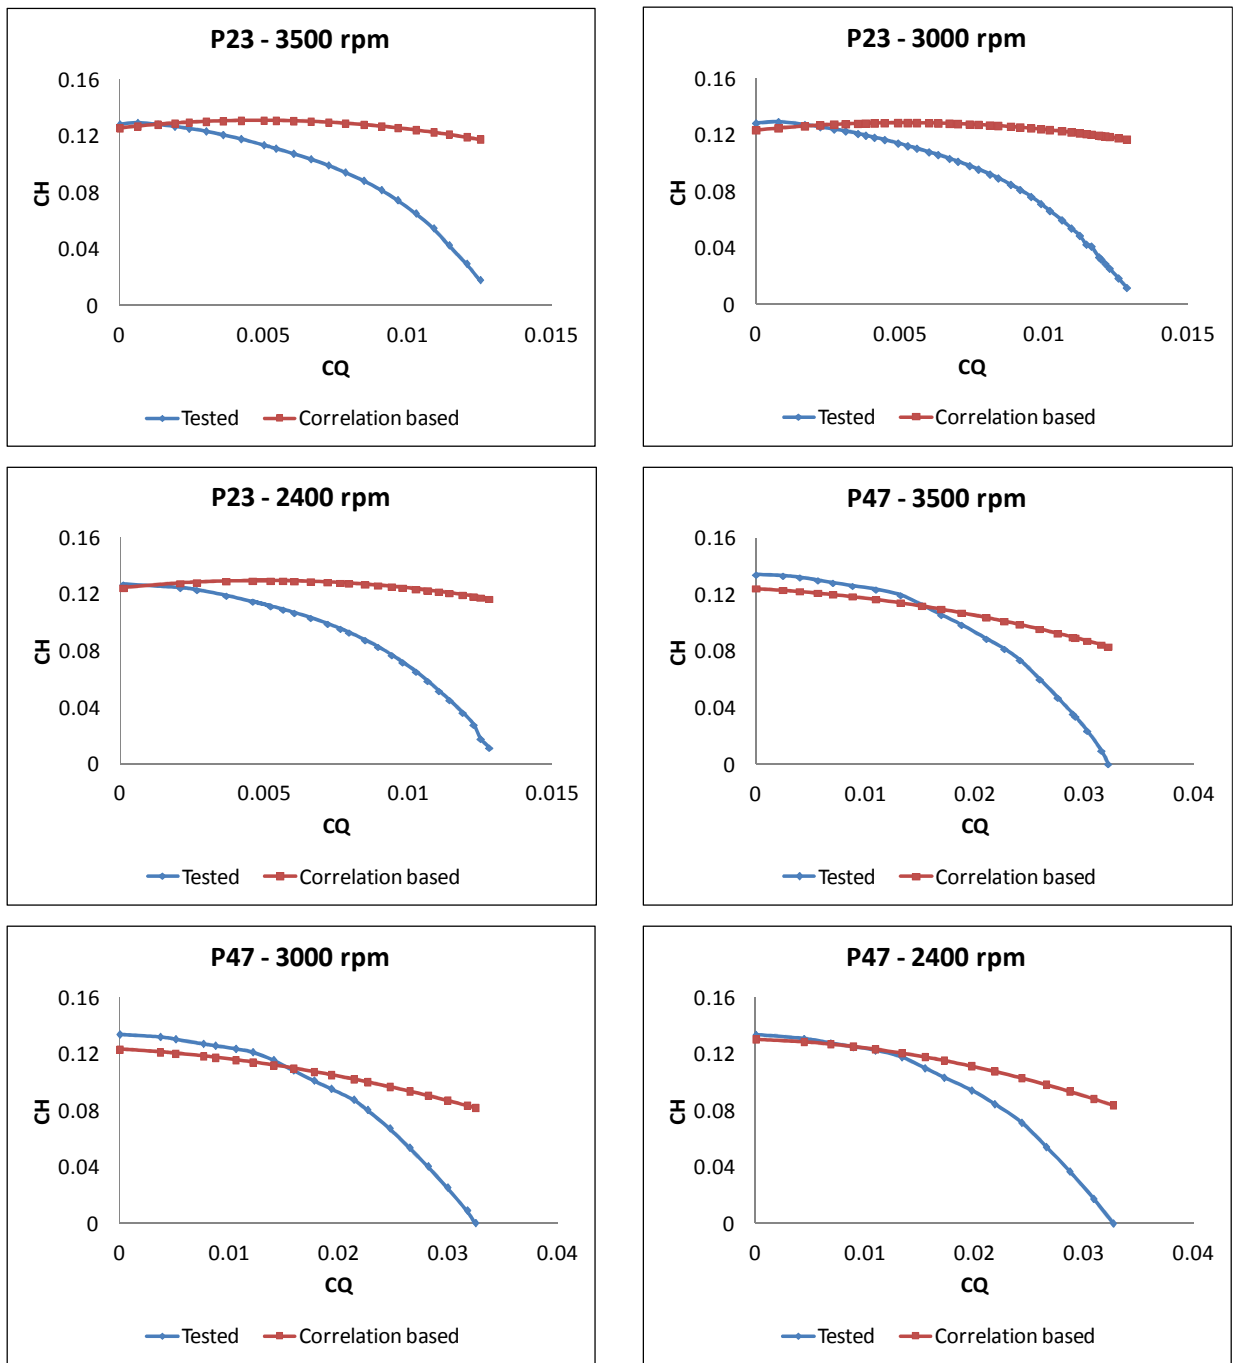 P23 - 3500 rpm
0.16
0.12
0.08
0.04
0
CH
0
0.005
0.01
0.015
CQ
Tested
Correlation based
P23 - 3000 rpm
0.16
0.12
0.08
0.04
0
CH
0
0.005
0.01
0.015
CQ
Tested
Correlation based
P23 - 2400 rpm
0.16
0.12
0.08
0.04
0
CH
0
0.005
0.01
0.015
CQ
Tested
Correlation based
P47 - 3500 rpm
0.16
0.12
0.08
0.04
0
CH
0
0.01
0.02
0.03
0.04
CQ
Tested
Correlation based
P47 - 3000 rpm
0.16
0.12
0.08
0.04
0
CH
0
0.01
0.02
0.03
0.04
CQ
Tested
Correlation based
P47 - 2400 rpm
0.16
0.12
0.08
0.04
0
CH
0
0.01
0.02
0.03
0.04
CQ
Tested
Correlation based